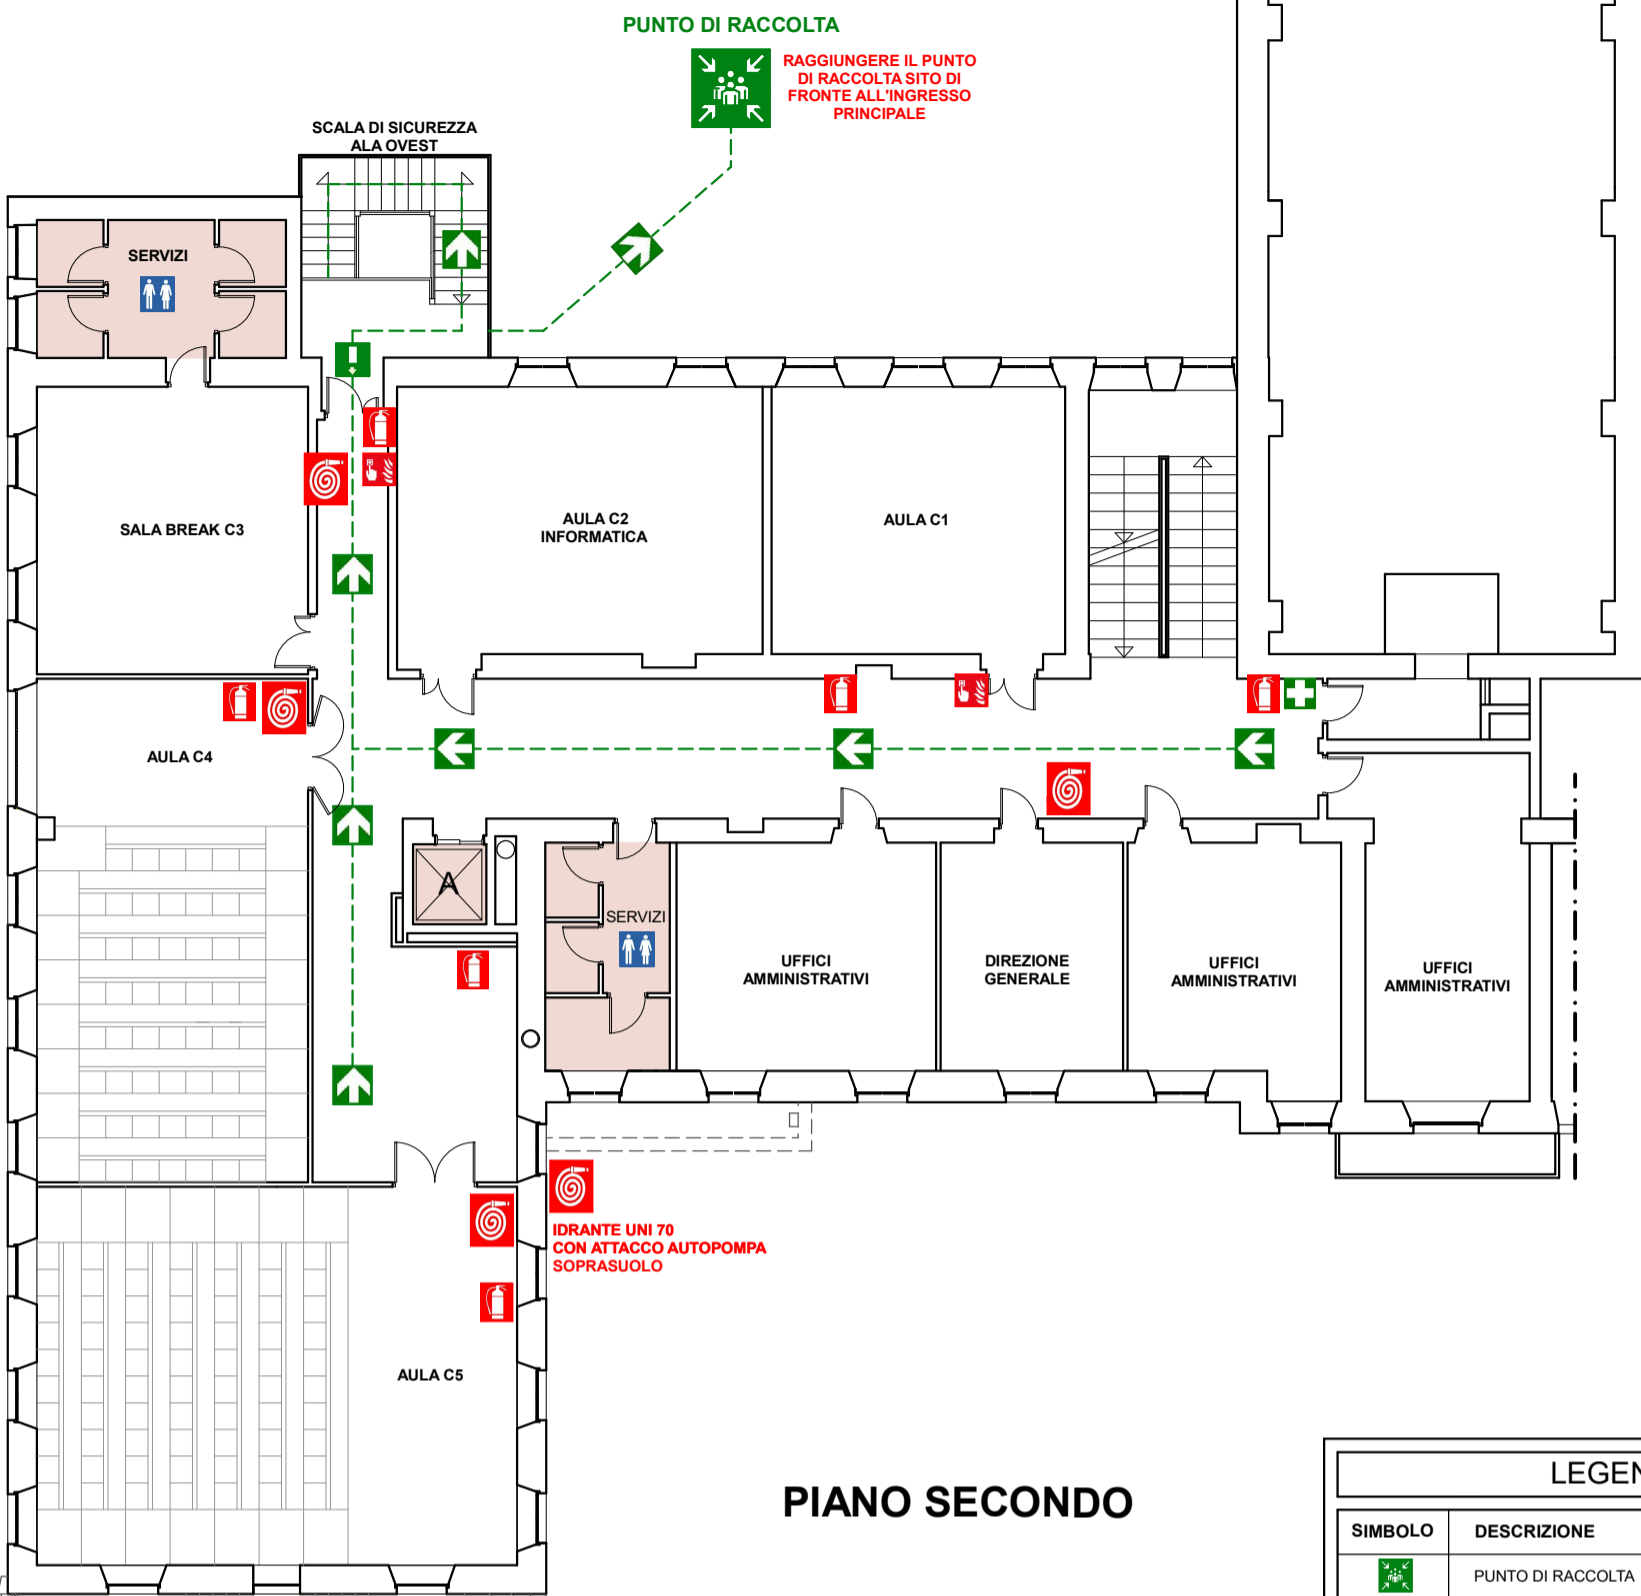 PUNTO DI RACCOLTA
RAGGIUNGERE IL PUNTO
DI RACCOLTA SITO DI
FRONTE ALL'INGRESSO
PRINCIPALE
SCALA DI SICUREZZA
ALA OVEST
SERVIZI
SALA BREAK C3
AULA C2
INFORMATICA
AULA C1
AULA C4
A
SERVIZI
UFFICI
AMMINISTRATIVI
DIREZIONE
GENERALE
UFFICI
AMMINISTRATIVI
UFFICI
AMMINISTRATIVI
IDRANTE UNI 70
CON ATTACCO AUTOPOMPA
SOPRASUOLO
AULA C5
PIANO SECONDO
LEGEN
SIMBOLO
DESCRIZIONE
PUNTO DI RACCOLTA